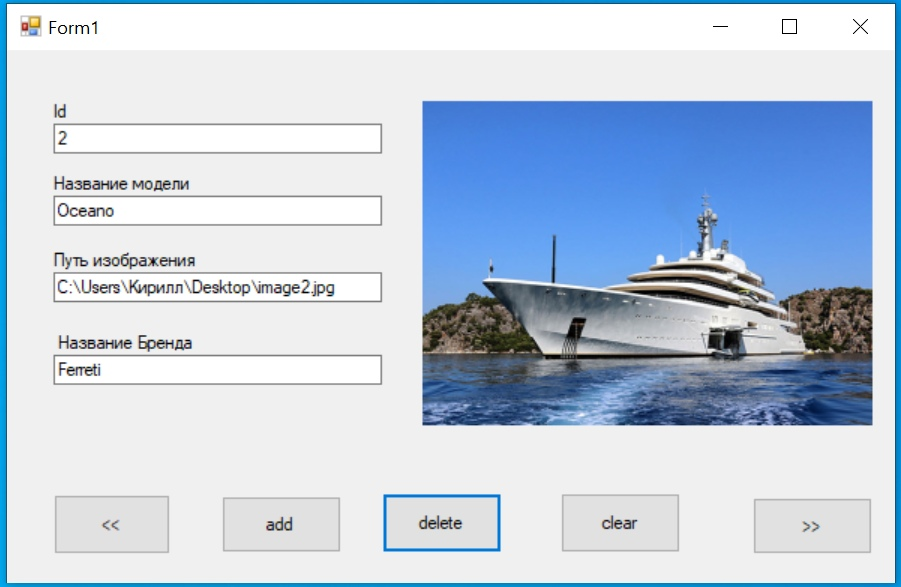 Form1
Id
2
Название модели
Oceano
Путь изображения
C:\Users\Кирилл\Desktop\image2.jpg
Название Бренда
Ferreti
<< add delete clear >>